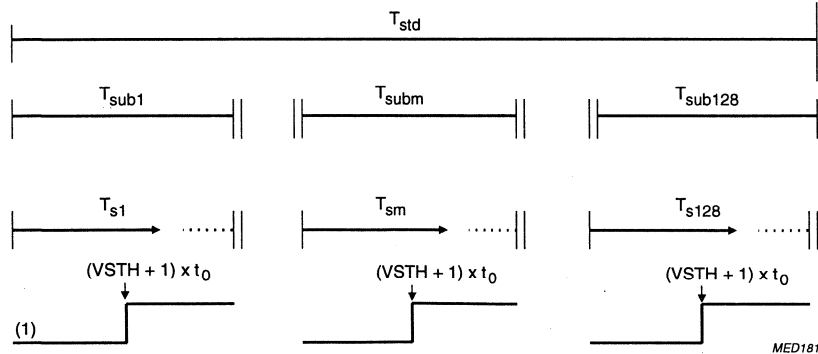 T_std
T_sub1 T_subm T_sub128
T_s1 T_sm T_s128
(VSTH + 1) x t_0 (VSTH + 1) x t_0 (VSTH + 1) x t_0
(1)
MED181